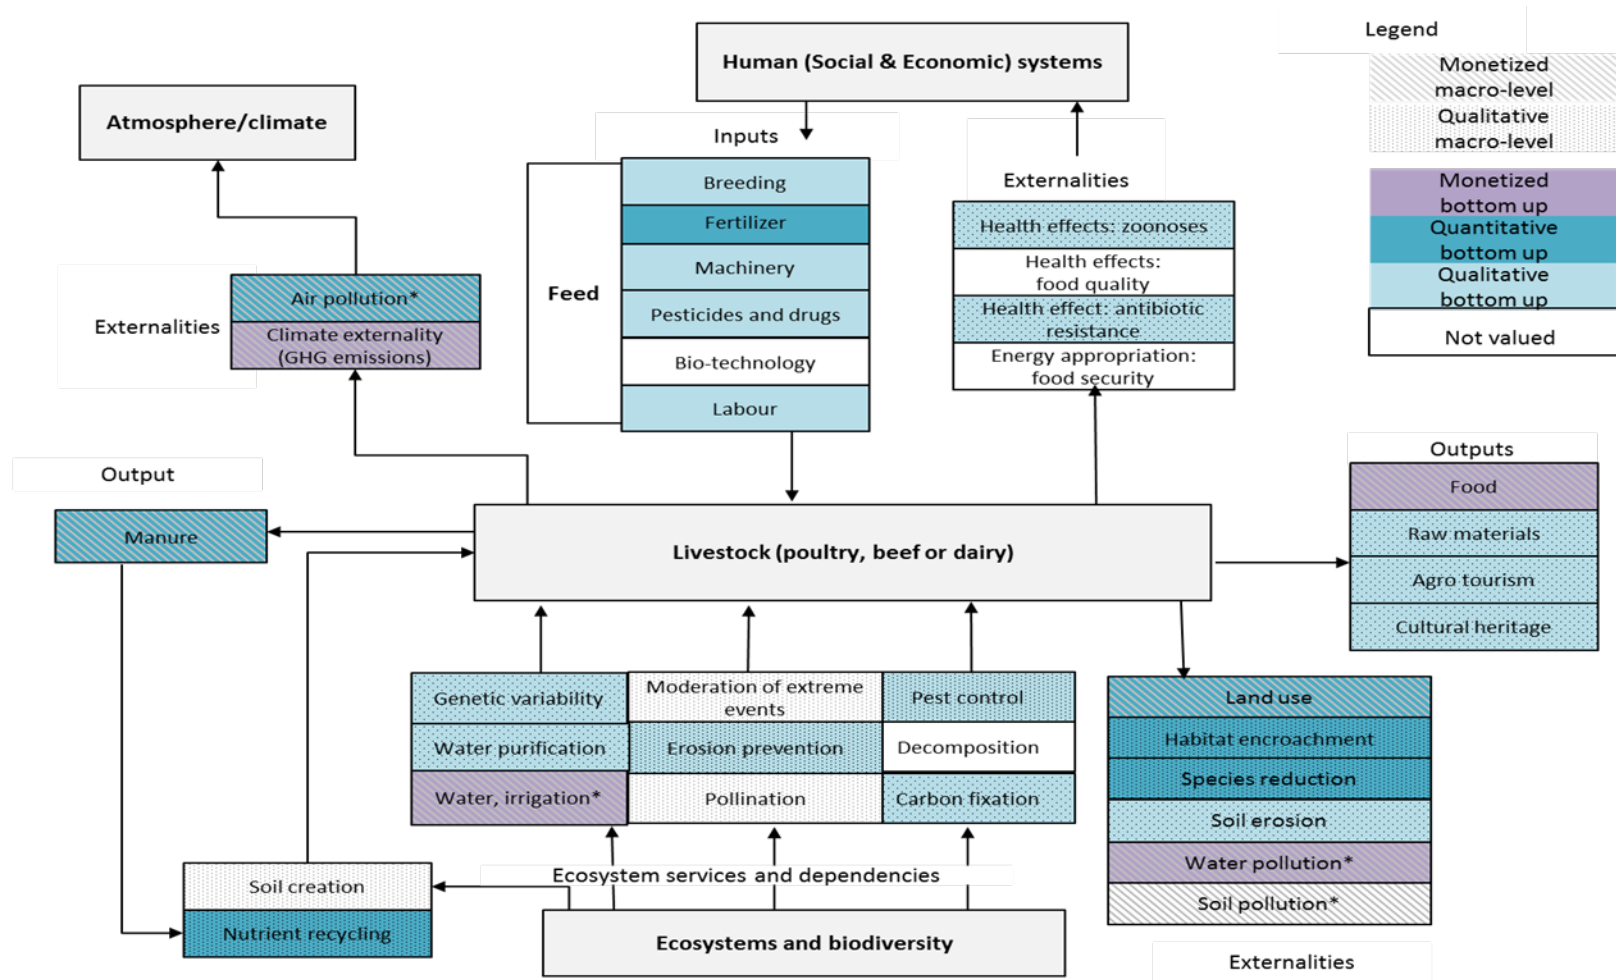 Legend
Monetized
macro-level
Qualitative
macro-level
Monetized
bottom up
Quantitative
bottom up
Qualitative
bottom up
Not valued
Human (Social & Economic) systems
Atmosphere/climate
Inputs
Feed
Breeding
Fertilizer
Machinery
Pesticides and drugs
Bio-technology
Labour
Externalities
Health effects: zoonoses
Health effects:
food quality
Health effect: antibiotic
resistance
Energy appropriation:
food security
Externalities
Air pollution*
Climate externality
(GHG emissions)
Output
Manure
Livestock (poultry, beef or dairy)
Outputs
Food
Raw materials
Agro tourism
Cultural heritage
Genetic variability
Water purification
Water, irrigation*
Moderation of extreme
events
Erosion prevention
Pollination
Pest control
Decomposition
Carbon fixation
Land use
Habitat encroachment
Species reduction
Soil erosion
Water pollution*
Soil pollution*
Externalities
Soil creation
Nutrient recycling
Ecosystem services and dependencies
Ecosystems and biodiversity